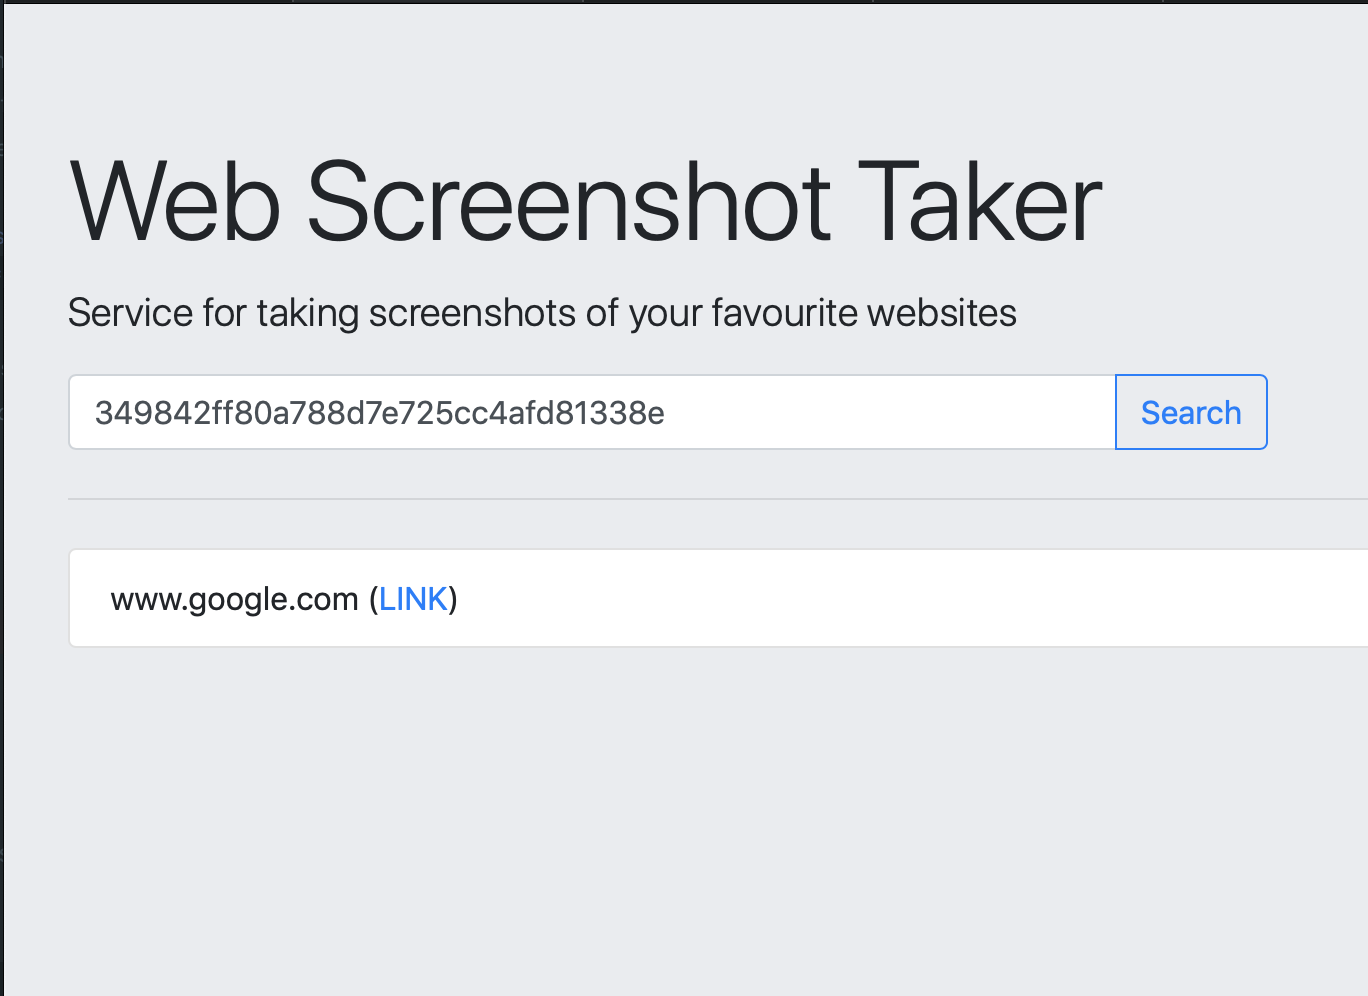 Web Screenshot Taker
Service for taking screenshots of your favourite websites
349842ff80a788d7e725cc4afd81338e
Search
www.google.com (LINK)